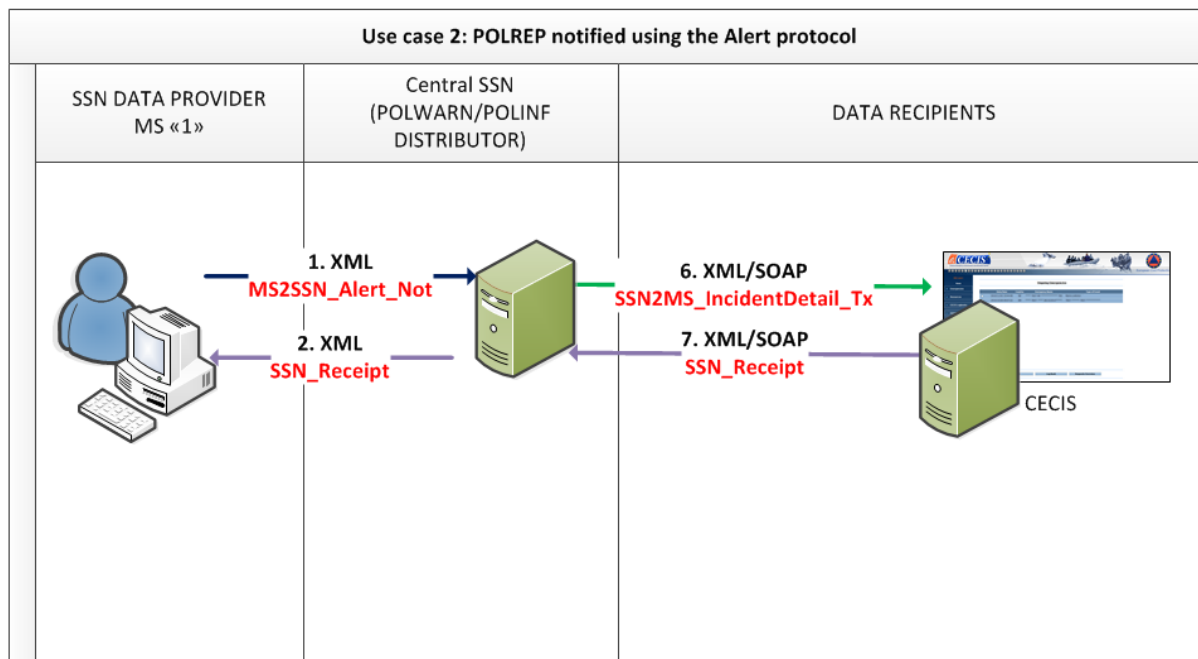 Use case 2: POLREP notified using the Alert protocol
SSN DATA PROVIDER
MS «1»
Central SSN
(POLWARN/POLINF
DISTRIBUTOR)
DATA RECIPIENTS
1. XML
MS2SSN_Alert_Not
2. XML
SSN_Receipt
6. XML/SOAP
SSN2MS_IncidentDetail_Tx
7. XML/SOAP
SSN_Receipt
CECIS
CECIS